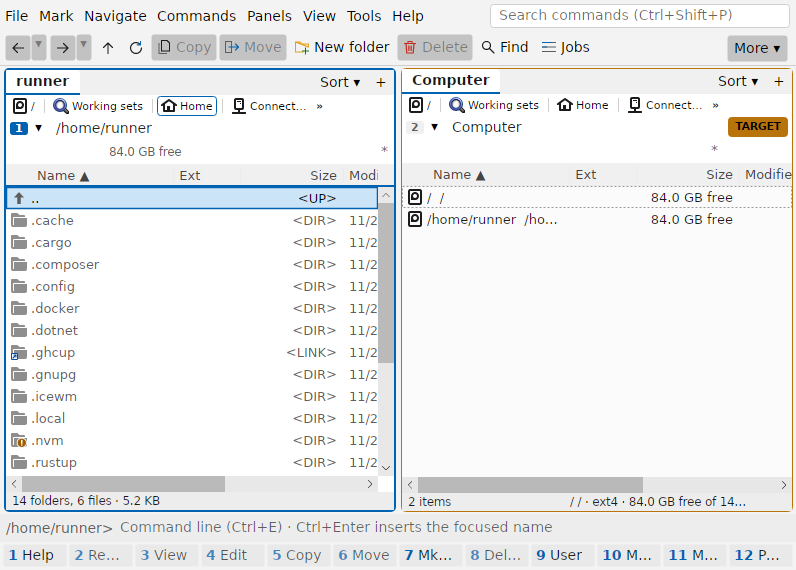 File Mark Navigate Commands Panels View Tools Help Search commands (Ctrl+Shift+P)
← ▾ → ▾ ↑ Copy Move New folder Delete Find Jobs More ▾
runner Sort ▾ +
/ Working sets Home Connect... »
1 ▼ /home/runner
84.0 GB free *
Name ▲ Ext Size Modi
.. <UP>
.cache <DIR> 11/2
.cargo <DIR> 11/2
.composer <DIR> 11/2
.config <DIR> 11/2
.docker <DIR> 11/2
.dotnet <DIR> 11/2
.ghcup <LINK> 11/2
.gnupg <DIR> 11/2
.icewm <DIR> 11/2
.local <DIR> 11/2
.nvm <DIR> 11/2
.rustup <DIR> 11/2
14 folders, 6 files · 5.2 KB
Computer Sort ▾ +
/ Working sets Home Connect... »
2 ▼ Computer TARGET
*
Name ▲ Ext Size Modifie
/ / 84.0 GB free
/home/runner /ho... 84.0 GB free
2 items / / · ext4 · 84.0 GB free of 14...
/home/runner> Command line (Ctrl+E) · Ctrl+Enter inserts the focused name
1 Help 2 Re... 3 View 4 Edit 5 Copy 6 Move 7 Mk... 8 Del... 9 User 10 M... 11 M... 12 P...